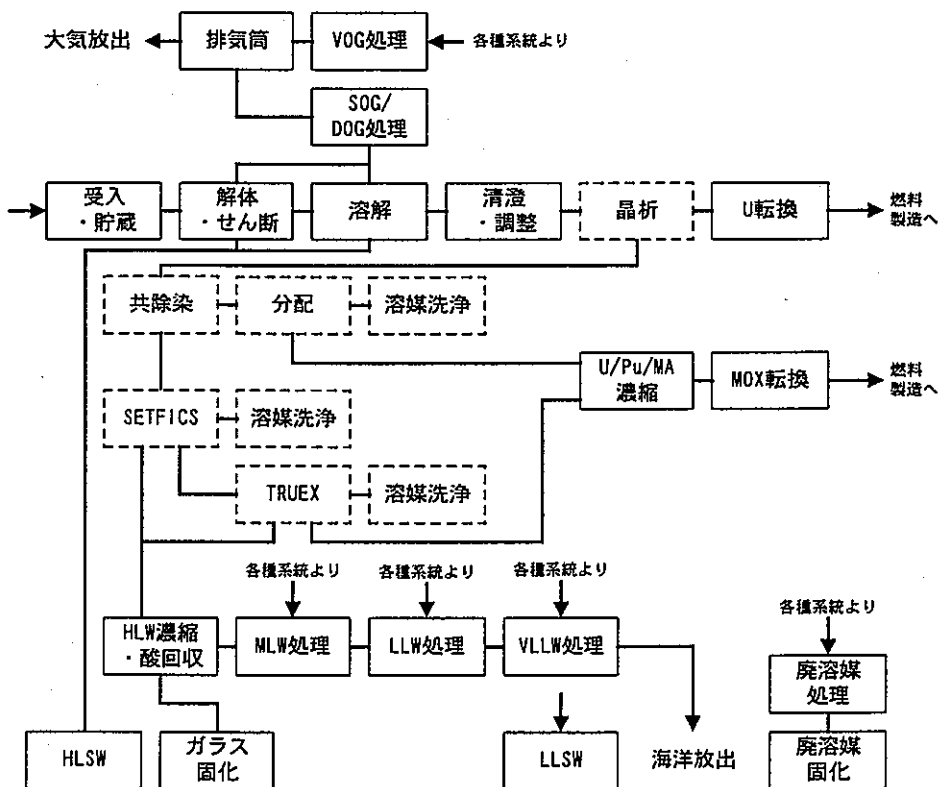 大気放出
排気筒
VOG処理
各種系統より
SOG/
DOG処理
受入
・貯蔵
解体
・せん断
溶解
清澄
・調整
晶析
U転換
燃料
製造へ
共除染
分配
溶媒洗浄
U/Pu/MA
濃縮
MOX転換
燃料
製造へ
SETFICS
溶媒洗浄
TRUEX
溶媒洗浄
各種系統より
各種系統より
各種系統より
各種系統より
HLW濃縮
・酸回収
MLW処理
LLW処理
VLLW処理
廃溶媒
処理
HLSW
ガラス
固化
LLSW
海洋放出
廃溶媒
固化